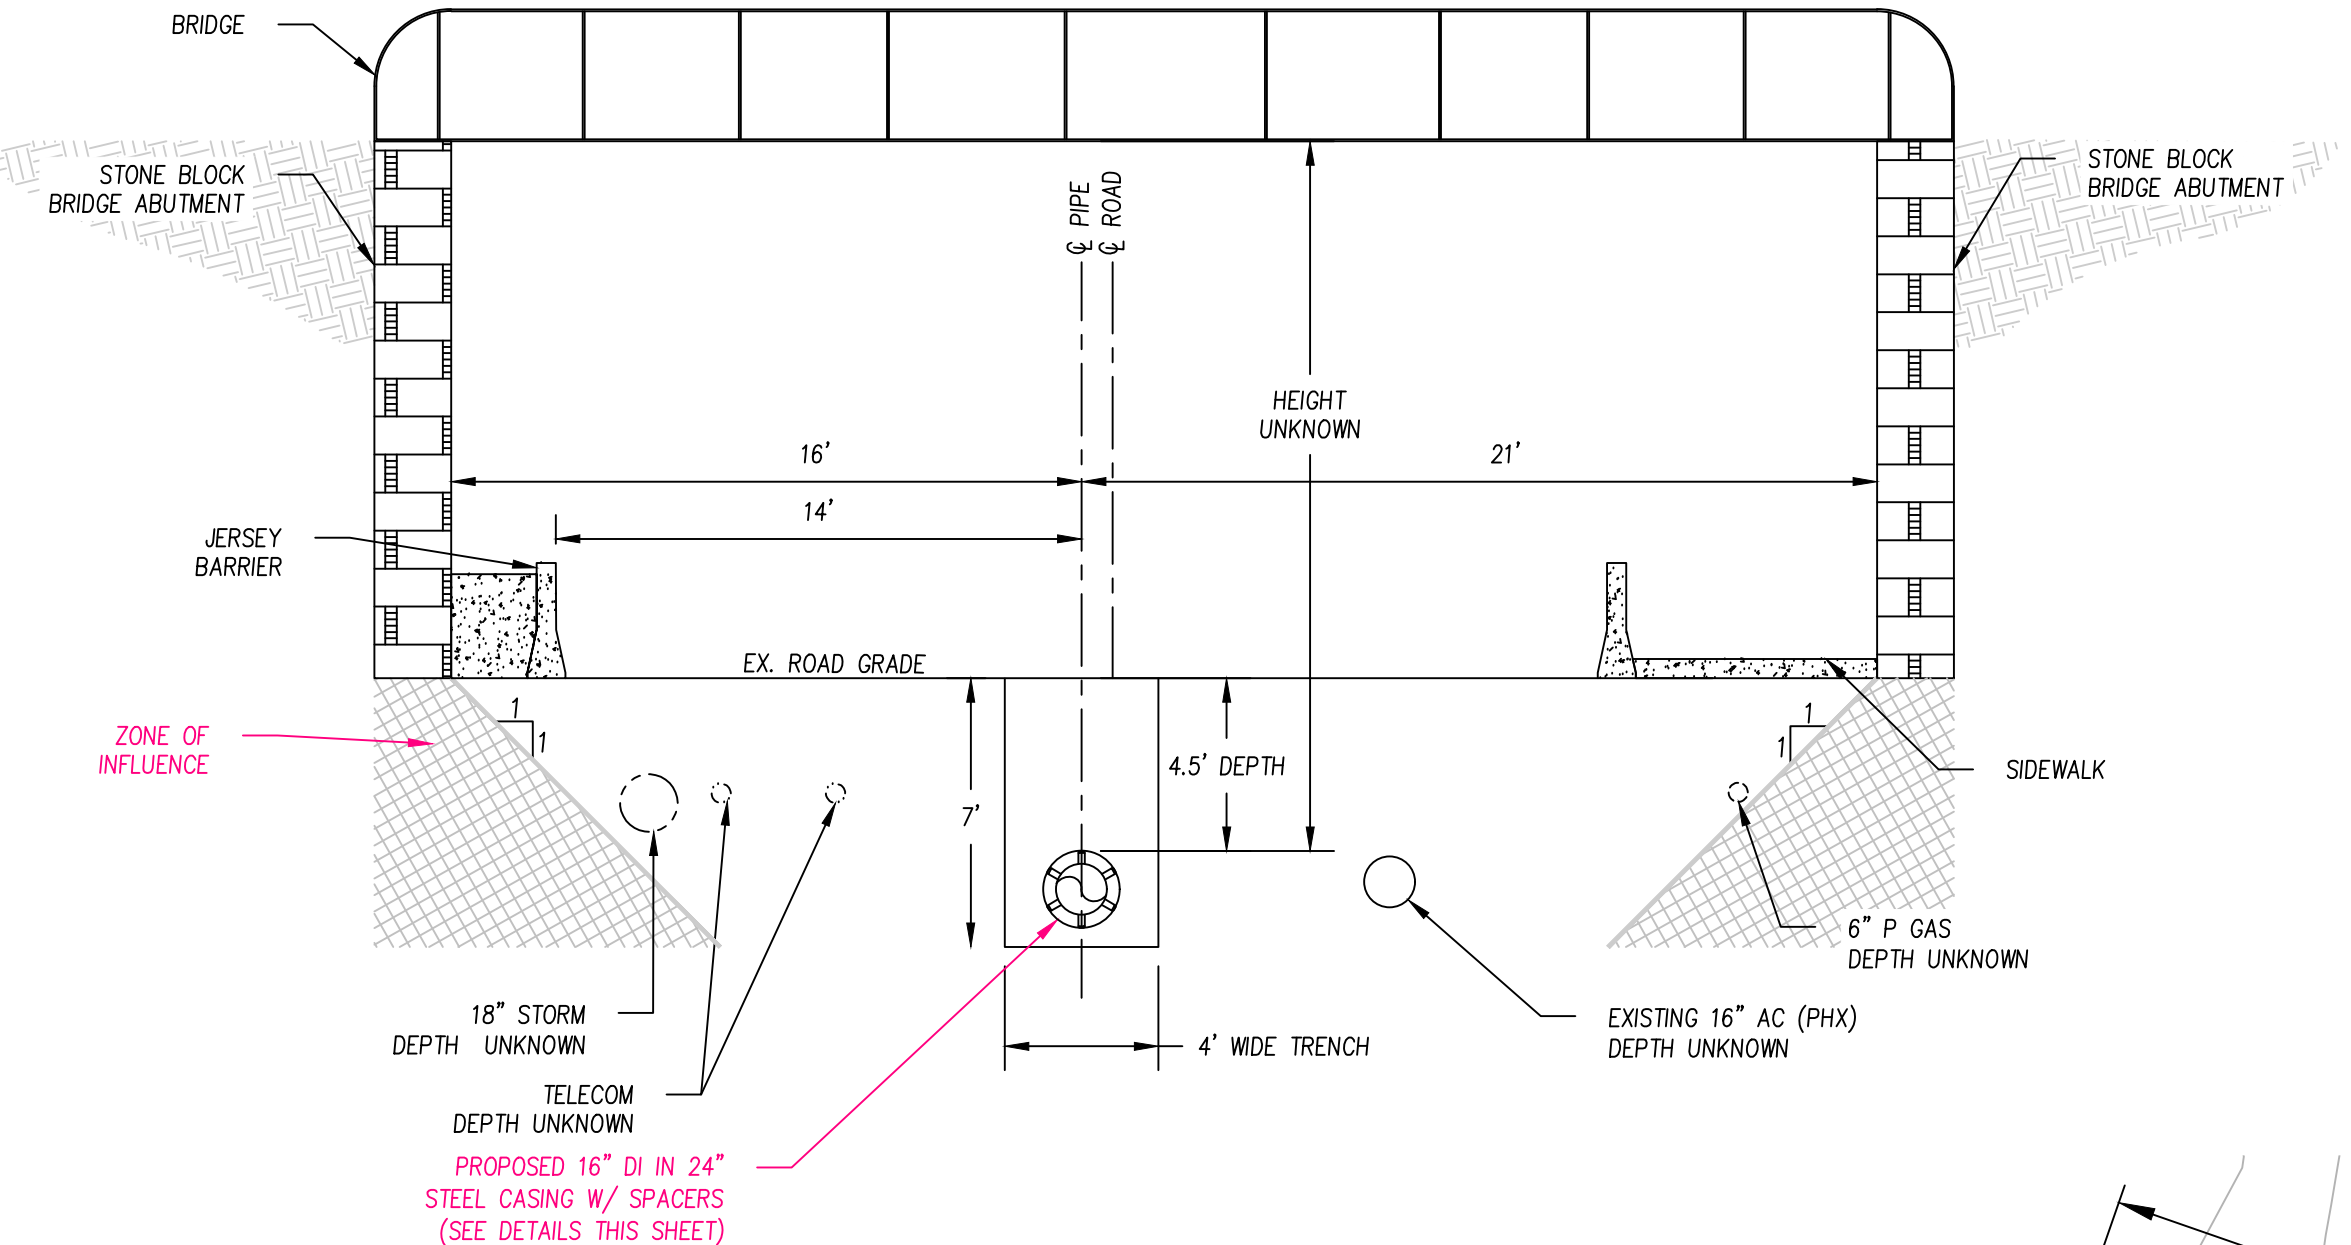 BRIDGE
STONE BLOCK
BRIDGE ABUTMENT
STONE BLOCK
BRIDGE ABUTMENT
℄ PIPE
℄ ROAD
HEIGHT
UNKNOWN
16'
21'
14'
JERSEY
BARRIER
EX. ROAD GRADE
ZONE OF
INFLUENCE
1
1
1
1
4.5' DEPTH
SIDEWALK
7'
6" P GAS
DEPTH UNKNOWN
18" STORM
DEPTH UNKNOWN
EXISTING 16" AC (PHX)
DEPTH UNKNOWN
4' WIDE TRENCH
TELECOM
DEPTH UNKNOWN
PROPOSED 16" DI IN 24"
STEEL CASING W/ SPACERS
(SEE DETAILS THIS SHEET)